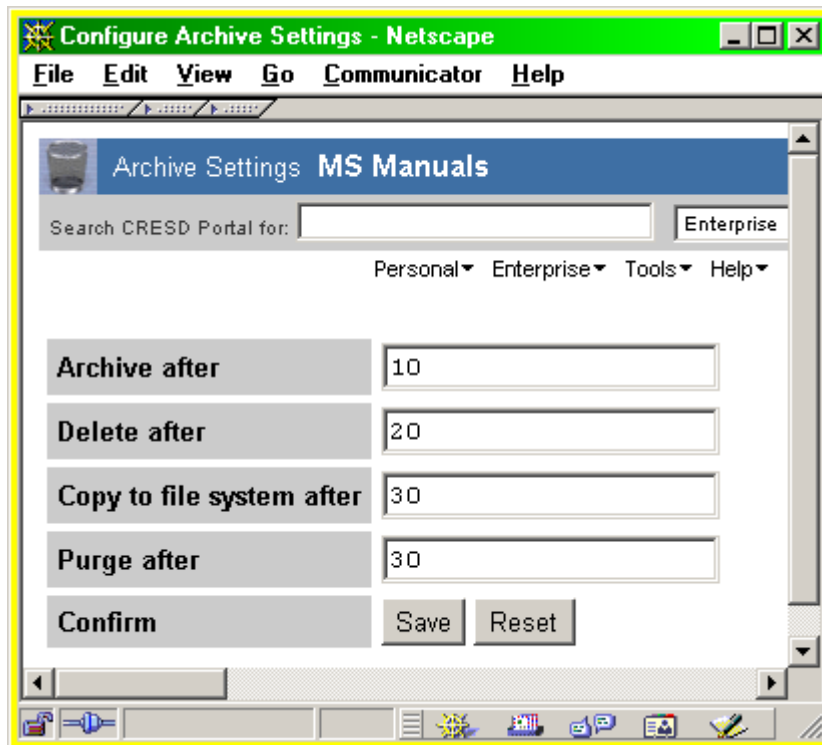 Configure Archive Settings - Netscape
File Edit View Go Communicator Help
Archive Settings MS Manuals
Search CRESD Portal for: Enterprise
Personal Enterprise Tools Help
Archive after 10
Delete after 20
Copy to file system after 30
Purge after 30
Confirm Save Reset